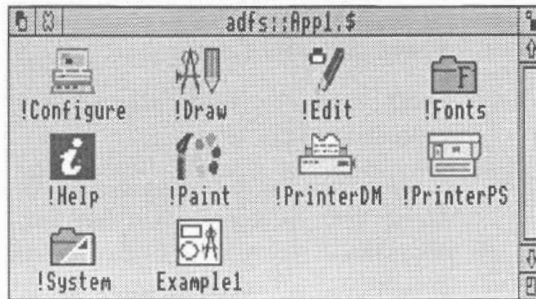 adfs::App1.$
!Configure !Draw !Edit !Fonts
!Help !Paint !PrinterDM !PrinterPS
!System Example1